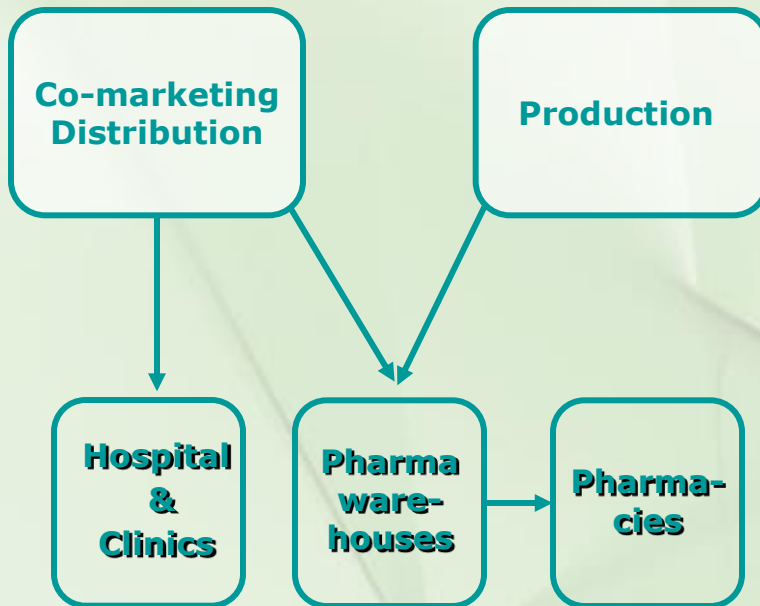 Co-marketing
Distribution
Production
Hospital
&
Clinics
Pharma
ware-
houses
Pharma-
cies